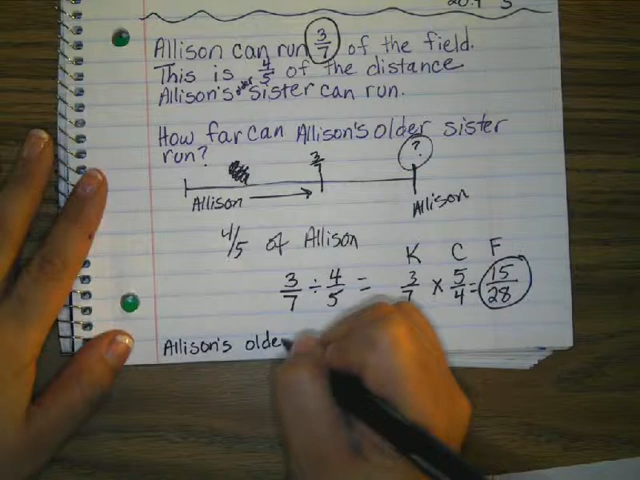 Allison can run 3/7 of the field.
This is 4/5 of the distance
Allison's sister can run.
How far can Allison's older sister
run?
3/7
?
Allison
Allison
4/5 of Allison
K C F
3/7 ÷ 4/5 = 3/7 x 5/4 = 15/28
Allison's olde